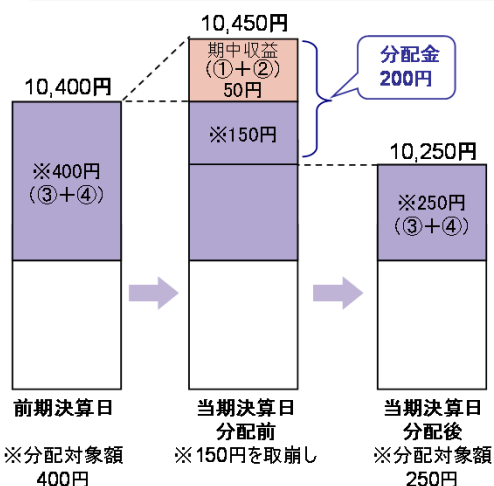 10,450円
期中収益
(①+②)
50円
分配金
200円
10,400円
※150円
10,250円
※400円
(③+④)
※250円
(③+④)
前期決算日
当期決算日
分配前
当期決算日
分配後
※分配対象額
400円
※150円を取崩し
※分配対象額
250円